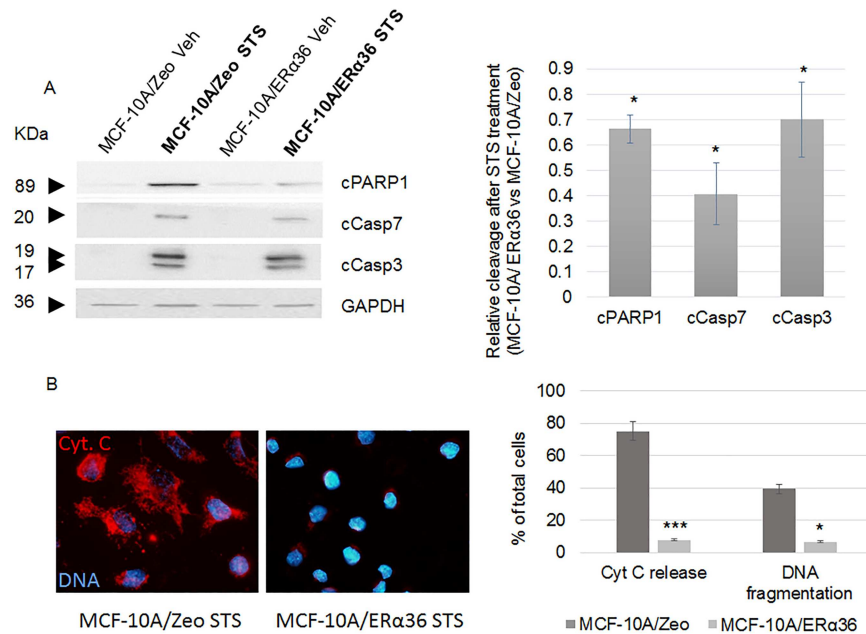 A
KDa
MCF-10A/Zeo Veh
MCF-10A/Zeo STS
MCF-10A/ERα36 Veh
MCF-10A/ERα36 STS
89
cPARP1
20
cCasp7
19
17
cCasp3
36
GAPDH
Relative cleavage after STS treatment
(MCF-10A/ ERα36 vs MCF-10A/Zeo)
0.9
0.8
0.7
0.6
0.5
0.4
0.3
0.2
0.1
0
*
*
*
cPARP1
cCasp7
cCasp3
B
Cyt. C
DNA
MCF-10A/Zeo STS
MCF-10A/ERα36 STS
% of total cells
100
80
60
40
20
0
***
*
Cyt C release
DNA
fragmentation
MCF-10A/Zeo
MCF-10A/ERα36